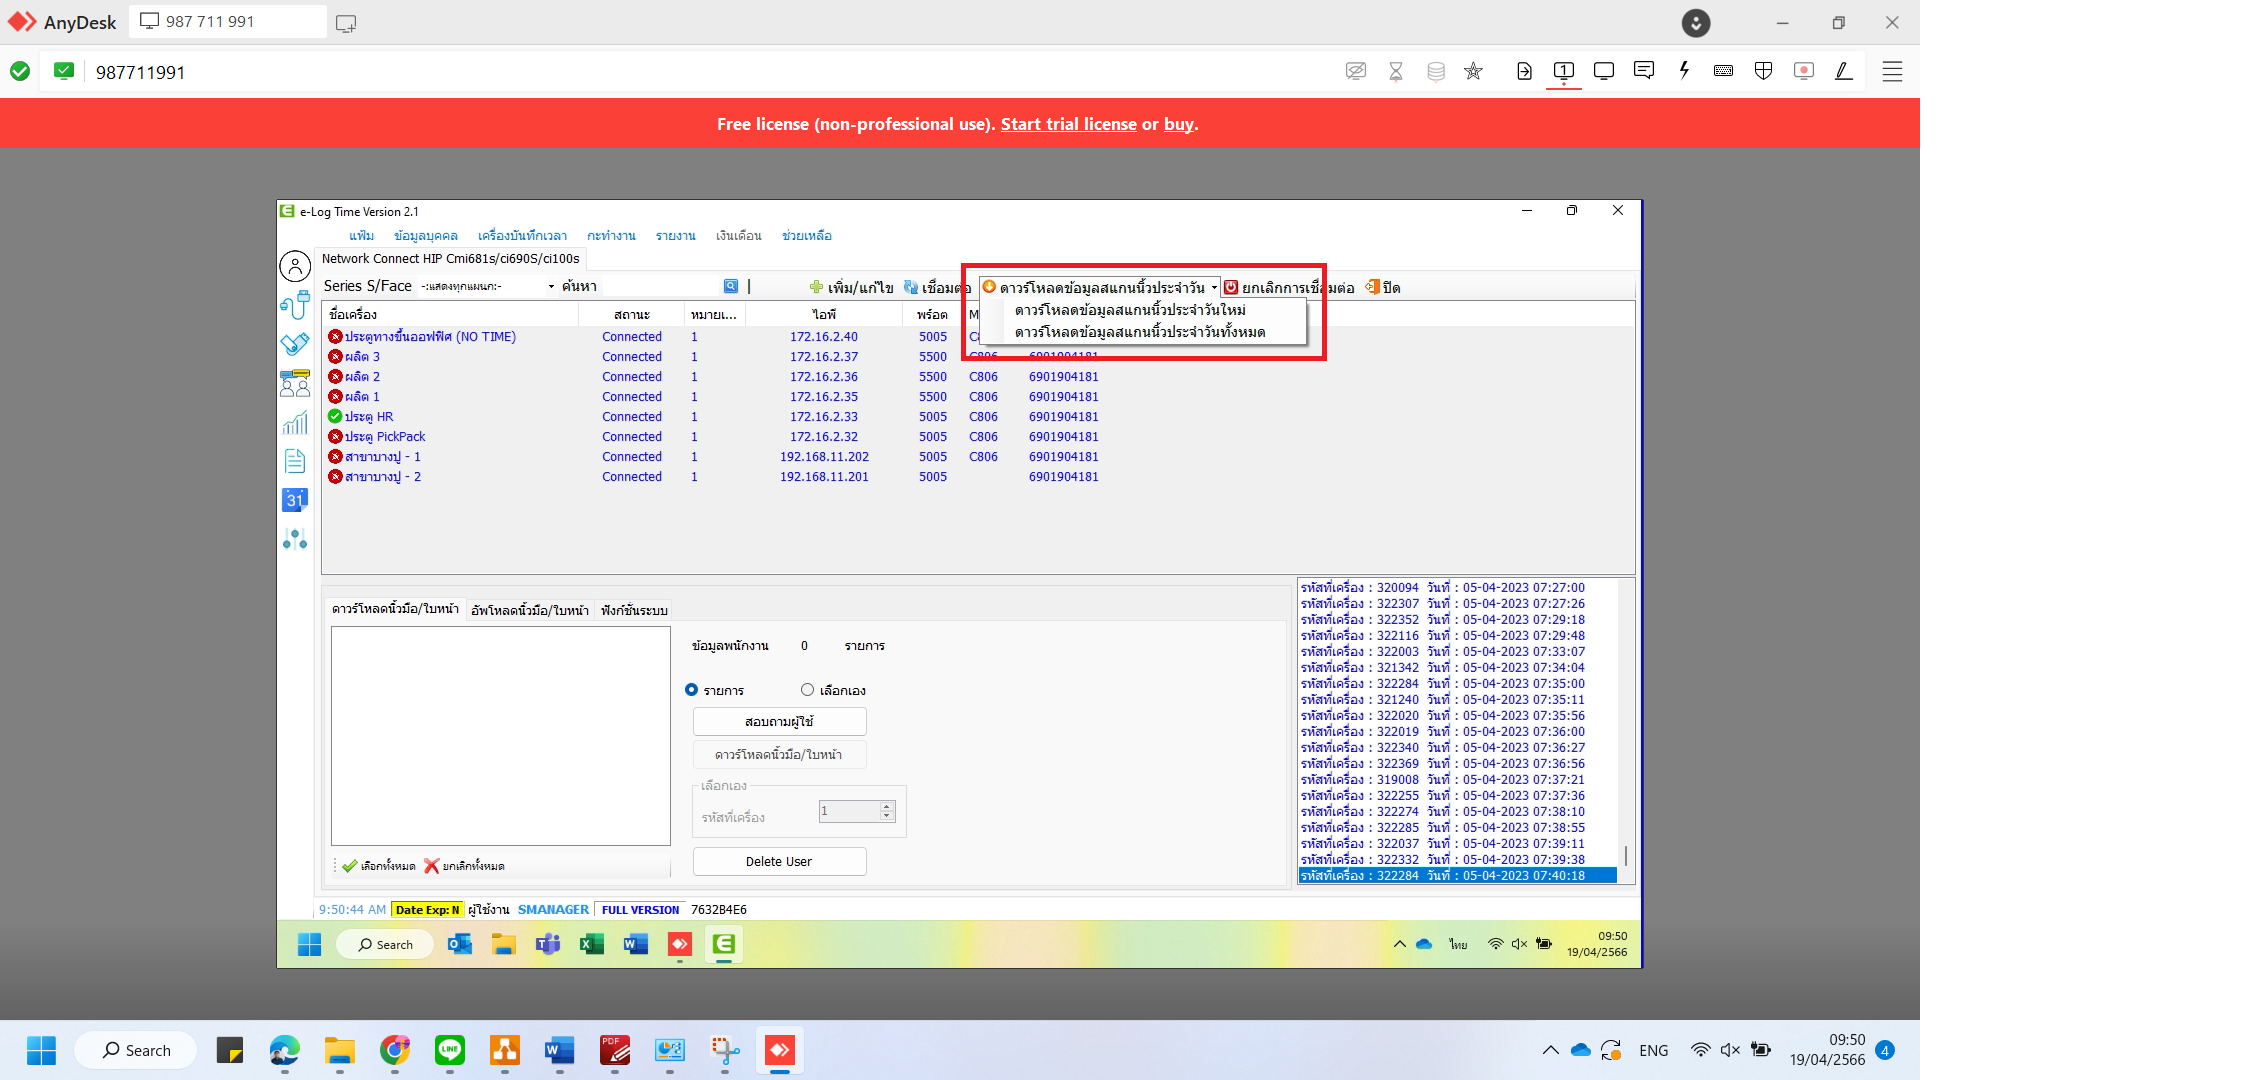 AnyDesk 987 711 991
987711991
Free license (non-professional use). Start trial license or buy.
e-Log Time Version 2.1
แฟ้ม ข้อมูลบุคคล เครื่องบันทึกเวลา กะทำงาน รายงาน เงินเดือน ช่วยเหลือ
Network Connect HIP Cmi681s/ci690S/ci100s
Series S/Face -:แสดงทุกแผนก:- ค้นหา เพิ่ม/แก้ไข เชื่อมต่อ ดาวร์โหลดข้อมูลสแกนนิ้วประจำวัน ยกเลิกการเชื่อมต่อ ปิด
ดาวร์โหลดข้อมูลสแกนนิ้วประจำวันใหม่
ดาวร์โหลดข้อมูลสแกนนิ้วประจำวันทั้งหมด
ชื่อเครื่อง สถานะ หมายเ... ไอพี พร้อต M
ประตูทางขึ้นออฟฟิศ (NO TIME) Connected 1 172.16.2.40 5005
ผลิต 3 Connected 1 172.16.2.37 5500 C806 6901904181
ผลิต 2 Connected 1 172.16.2.36 5500 C806 6901904181
ผลิต 1 Connected 1 172.16.2.35 5500 C806 6901904181
ประตู HR Connected 1 172.16.2.33 5005 C806 6901904181
ประตู PickPack Connected 1 172.16.2.32 5005 C806 6901904181
สาขาบางปู - 1 Connected 1 192.168.11.202 5005 C806 6901904181
สาขาบางปู - 2 Connected 1 192.168.11.201 5005 6901904181
31
ดาวร์โหลดนิ้วมือ/ใบหน้า อัพโหลดนิ้วมือ/ใบหน้า ฟังก์ชั่นระบบ
ข้อมูลพนักงาน 0 รายการ
รายการ เลือกเอง
สอบถามผู้ใช้
ดาวร์โหลดนิ้วมือ/ใบหน้า
เลือกเอง
รหัสที่เครื่อง 1
Delete User
เลือกทั้งหมด ยกเลิกทั้งหมด
รหัสที่เครื่อง : 320094 วันที่ : 05-04-2023 07:27:00
รหัสที่เครื่อง : 322307 วันที่ : 05-04-2023 07:27:26
รหัสที่เครื่อง : 322352 วันที่ : 05-04-2023 07:29:18
รหัสที่เครื่อง : 322116 วันที่ : 05-04-2023 07:29:48
รหัสที่เครื่อง : 322003 วันที่ : 05-04-2023 07:33:07
รหัสที่เครื่อง : 321342 วันที่ : 05-04-2023 07:34:04
รหัสที่เครื่อง : 322284 วันที่ : 05-04-2023 07:35:00
รหัสที่เครื่อง : 321240 วันที่ : 05-04-2023 07:35:11
รหัสที่เครื่อง : 322020 วันที่ : 05-04-2023 07:35:56
รหัสที่เครื่อง : 322019 วันที่ : 05-04-2023 07:36:00
รหัสที่เครื่อง : 322340 วันที่ : 05-04-2023 07:36:27
รหัสที่เครื่อง : 322369 วันที่ : 05-04-2023 07:36:56
รหัสที่เครื่อง : 319008 วันที่ : 05-04-2023 07:37:21
รหัสที่เครื่อง : 322255 วันที่ : 05-04-2023 07:37:36
รหัสที่เครื่อง : 322274 วันที่ : 05-04-2023 07:38:10
รหัสที่เครื่อง : 322285 วันที่ : 05-04-2023 07:38:55
รหัสที่เครื่อง : 322037 วันที่ : 05-04-2023 07:39:11
รหัสที่เครื่อง : 322332 วันที่ : 05-04-2023 07:39:38
รหัสที่เครื่อง : 322284 วันที่ : 05-04-2023 07:40:18
9:50:44 AM Date Exp: N ผู้ใช้งาน SMANAGER FULL VERSION 7632B4E6
Search ไทย 09:50
19/04/2566
Search ENG 09:50
19/04/2566 4